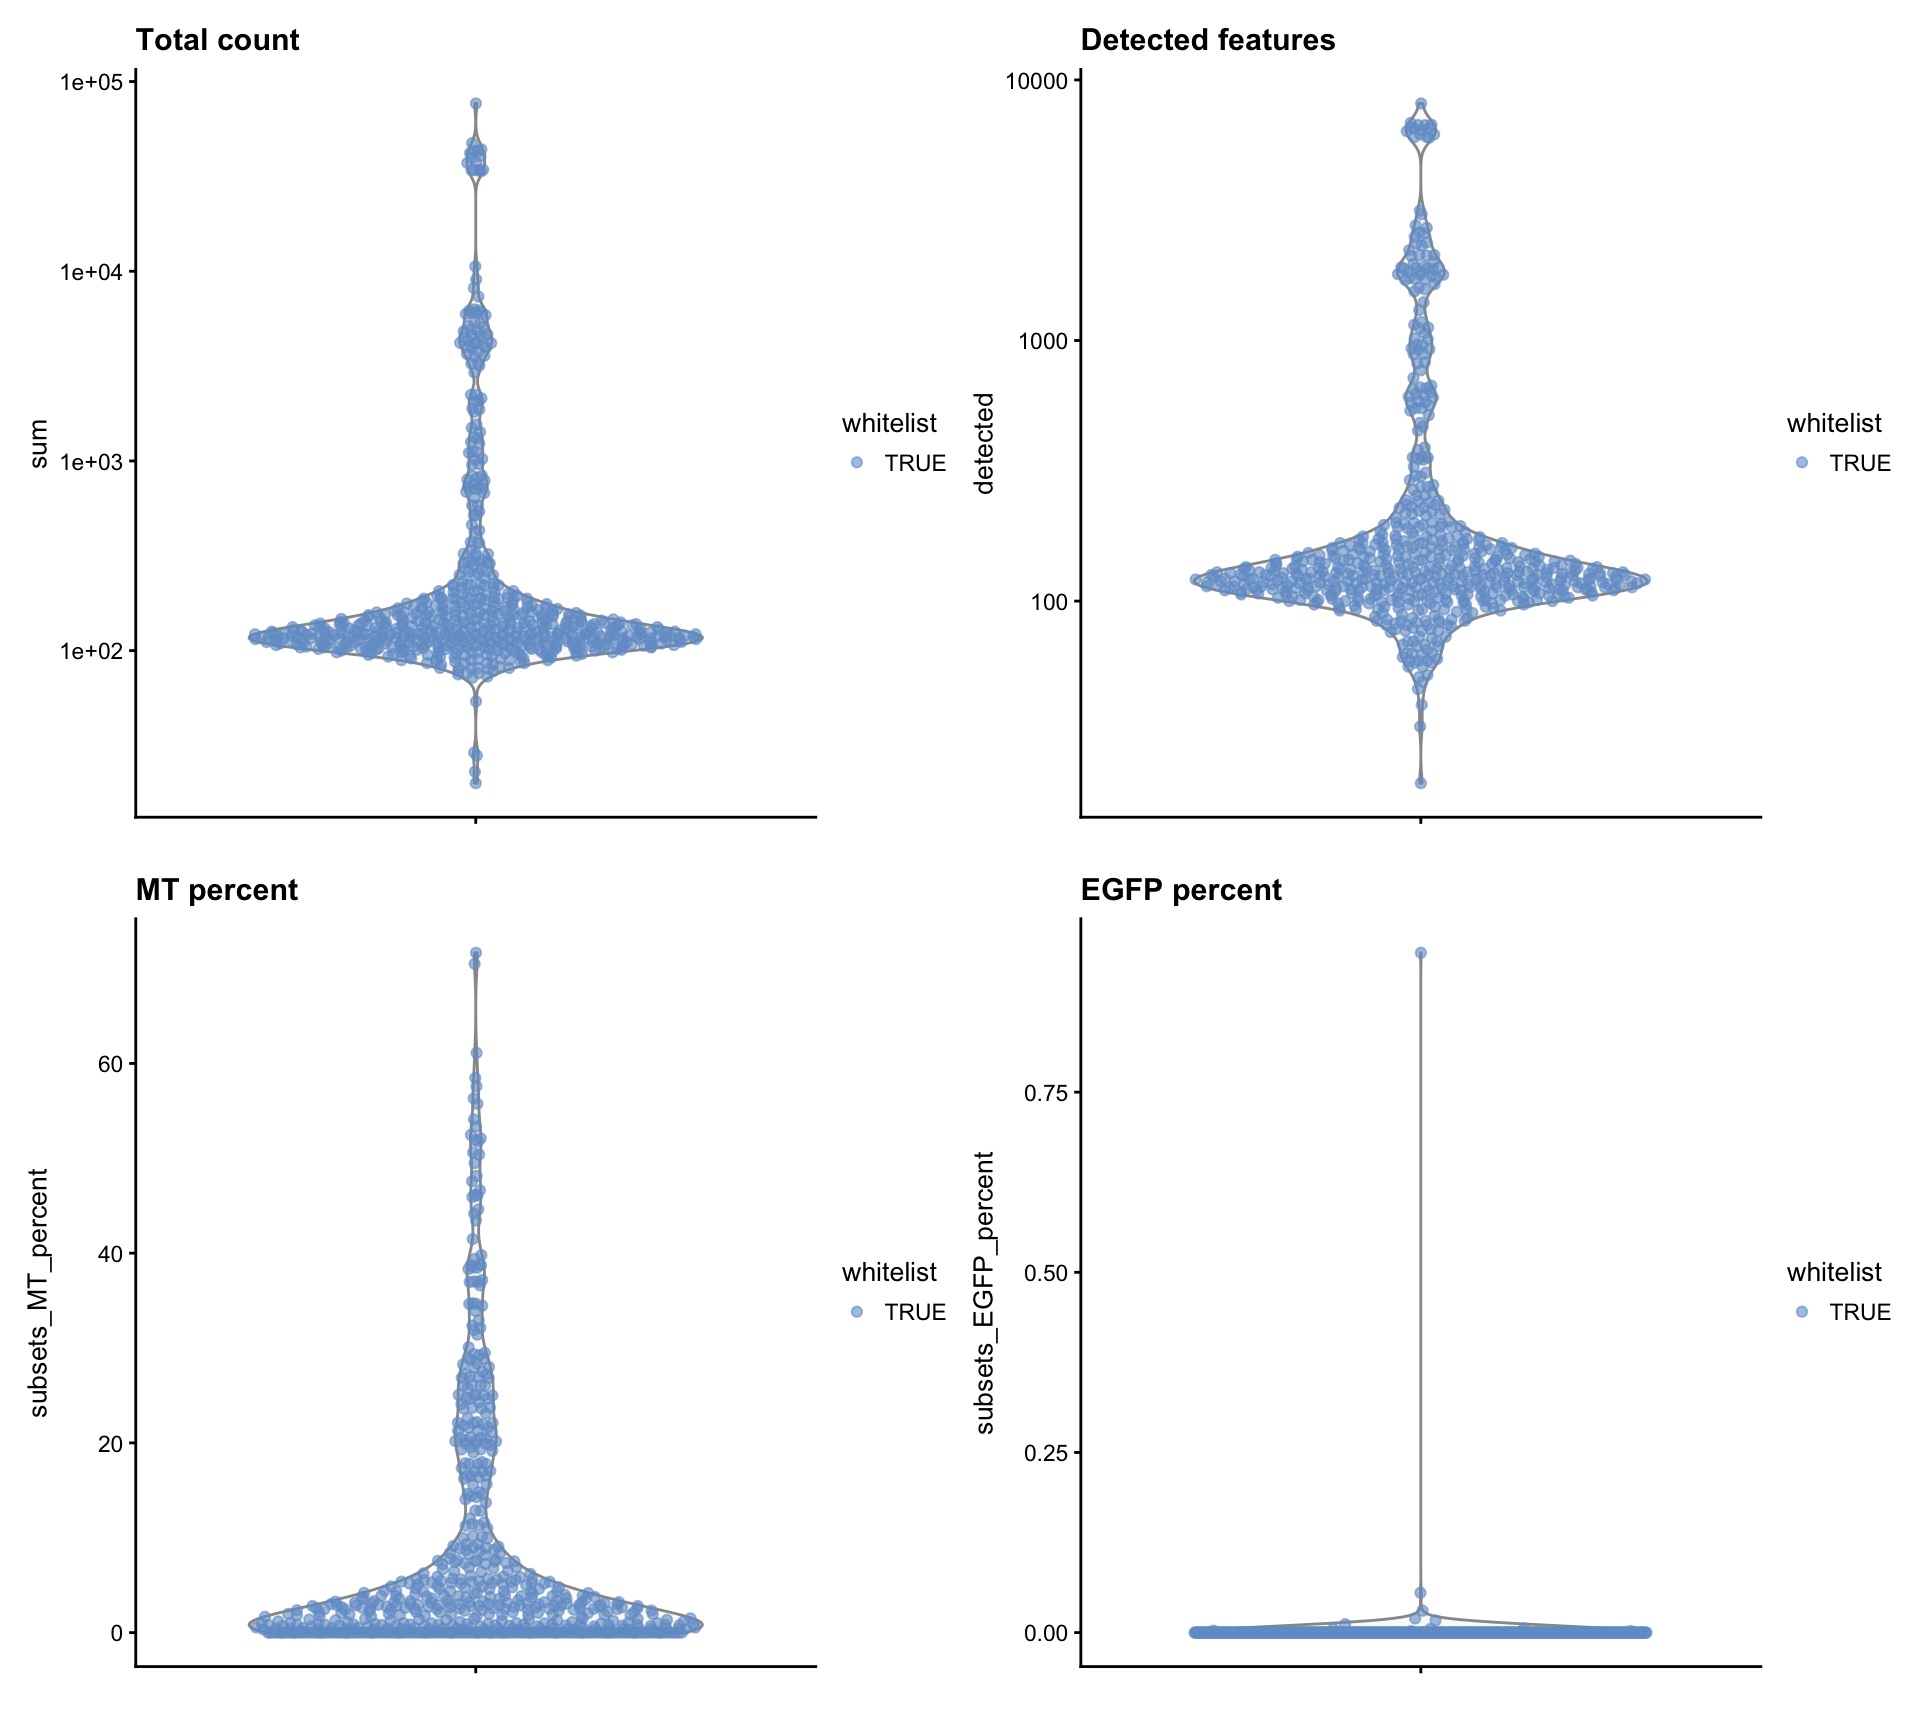 Total count
sum
1e+05
1e+04
1e+03
1e+02
whitelist
TRUE
Detected features
detected
10000
1000
100
whitelist
TRUE
MT percent
subsets_MT_percent
60
40
20
0
whitelist
TRUE
EGFP percent
subsets_EGFP_percent
0.75
0.50
0.25
0.00
whitelist
TRUE